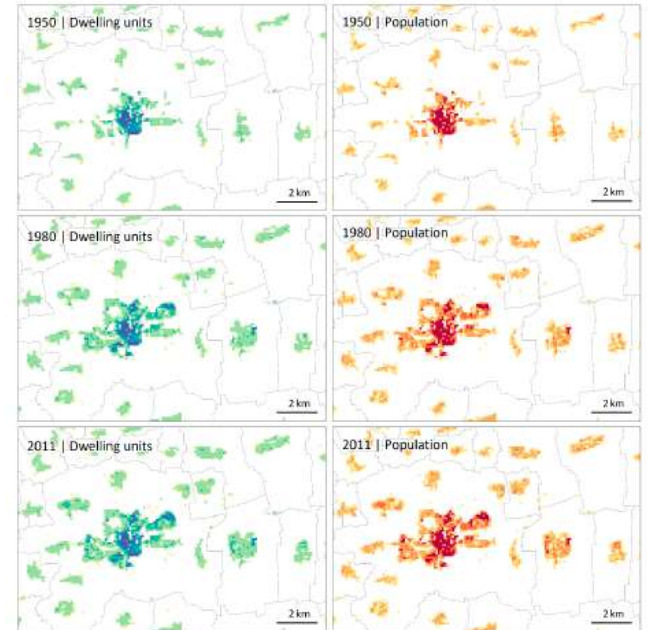 1950 | Dwelling units
1950 | Population
2 km
2 km
1980 | Dwelling units
1980 | Population
2 km
2 km
2011 | Dwelling units
2011 | Population
2 km
2 km